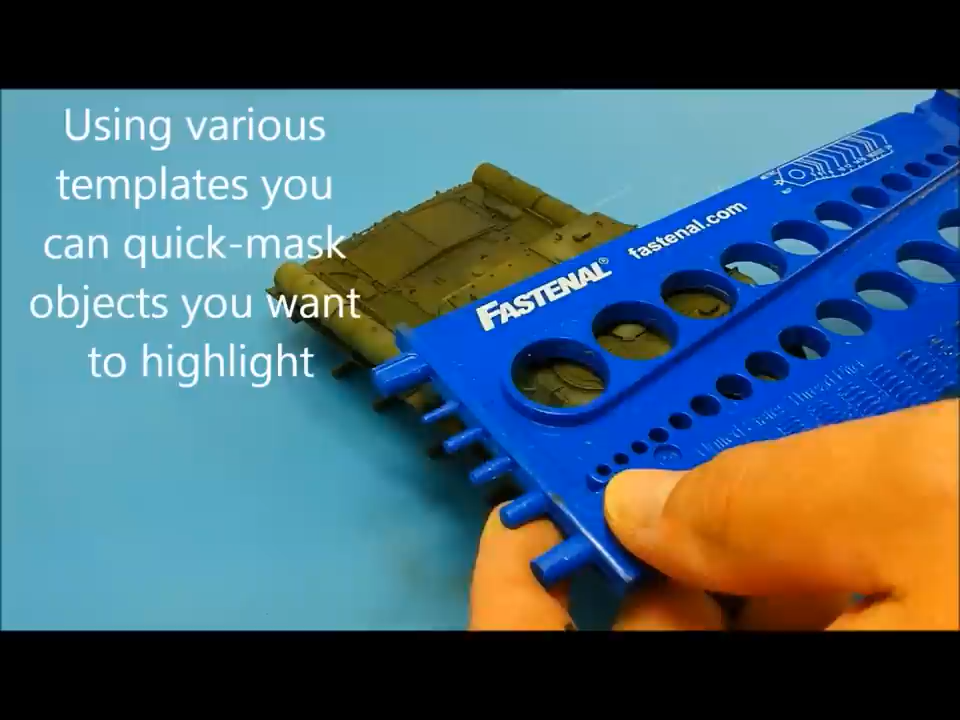 Using various
templates you
can quick-mask
objects you want
to highlight
FASTENAL®
fastenal.com